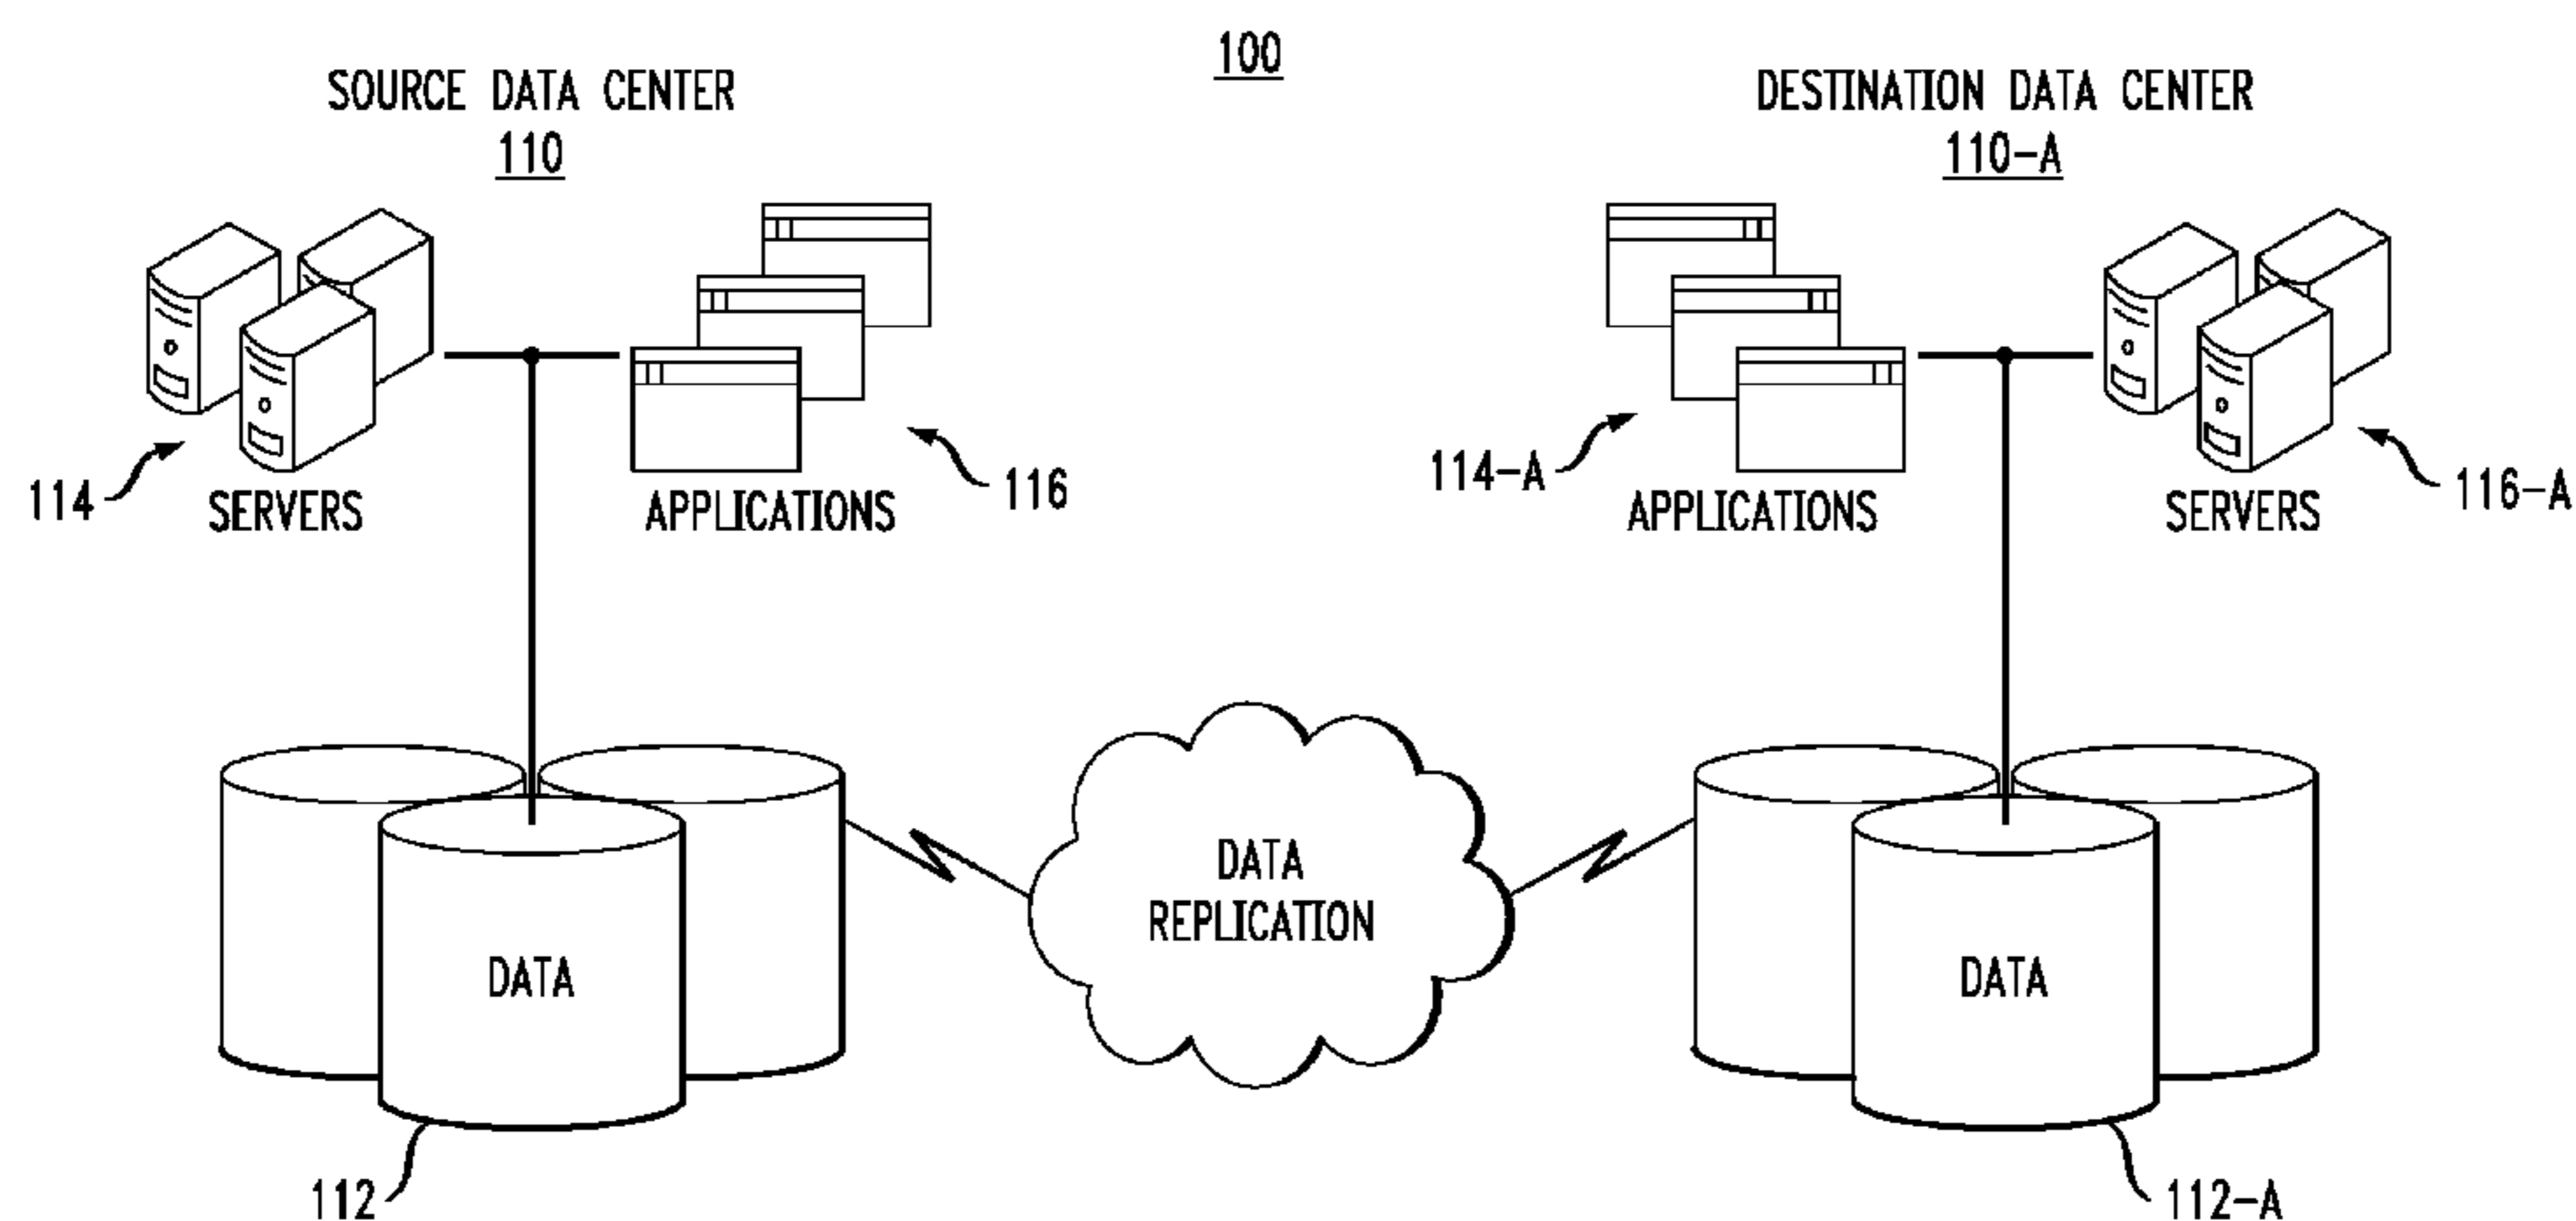 100
SOURCE DATA CENTER
110
DESTINATION DATA CENTER
110-A
114
SERVERS
APPLICATIONS
116
114-A
APPLICATIONS
SERVERS
116-A
DATA
REPLICATION
DATA
DATA
112
112-A